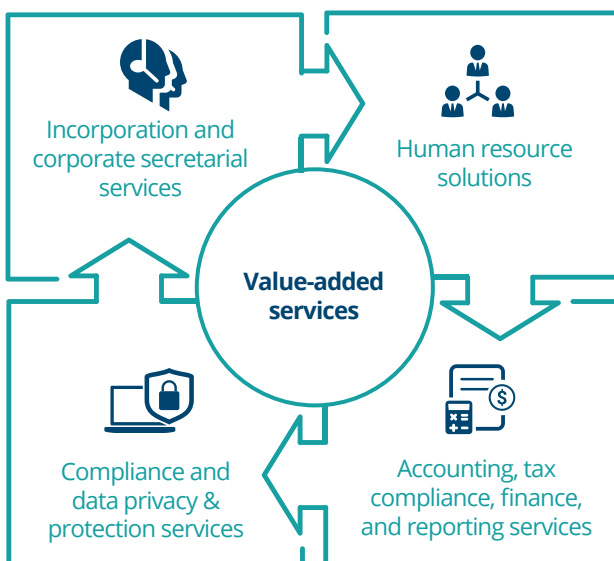 Incorporation and
corporate secretarial
services
Human resource
solutions
Value-added
services
Compliance and
data privacy &
protection services
Accounting, tax
compliance, finance,
and reporting services
$